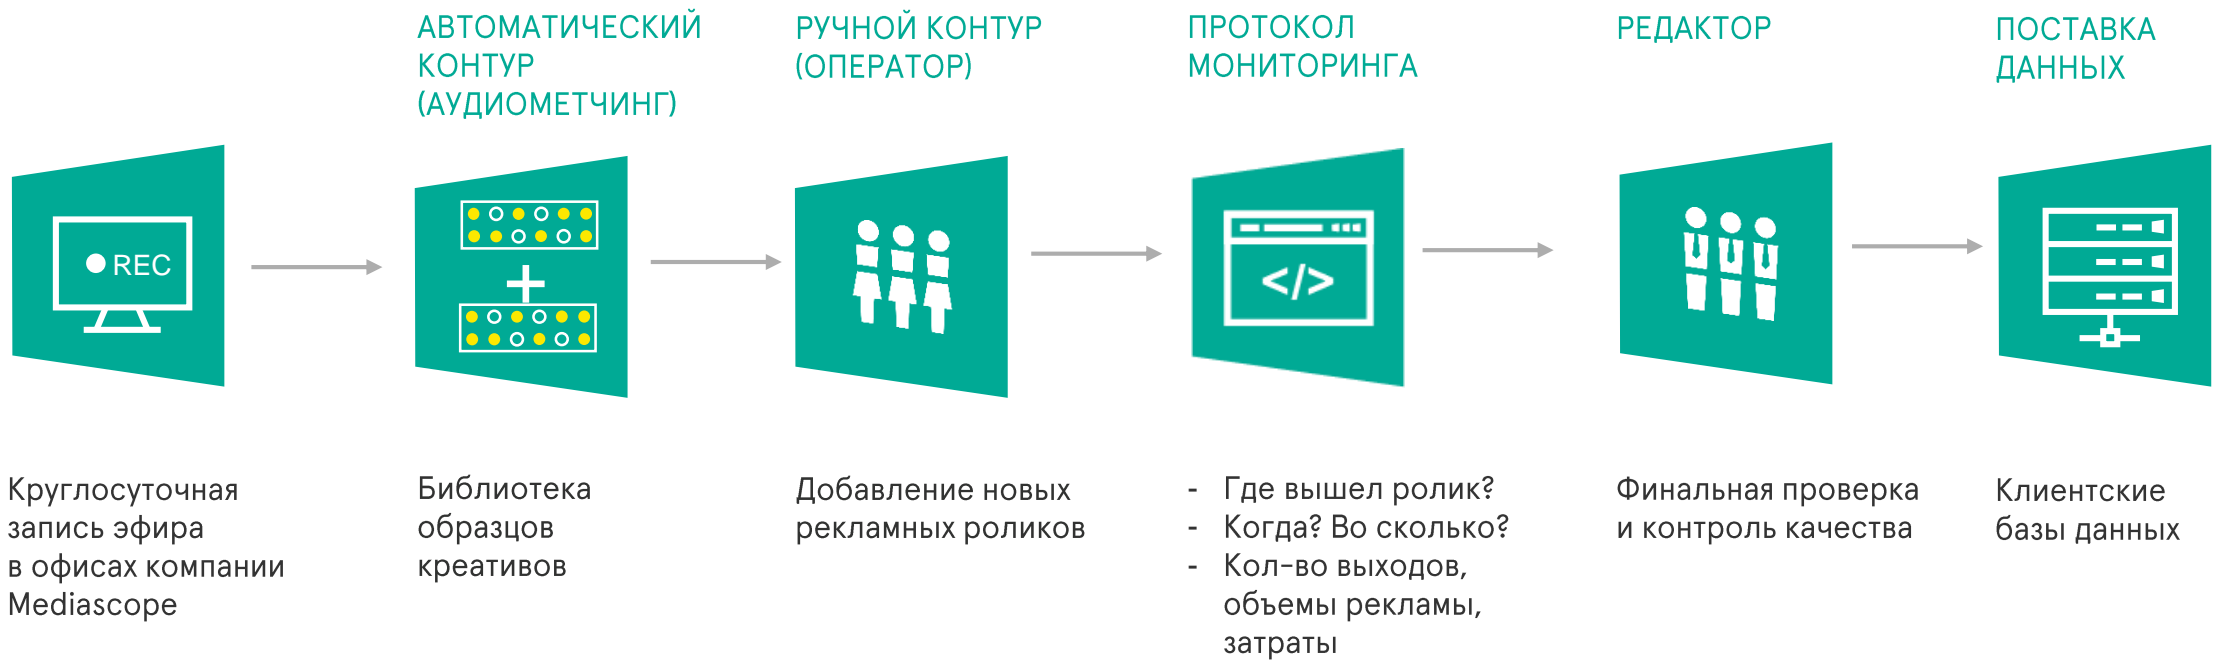 АВТОМАТИЧЕСКИЙ
КОНТУР
(АУДИОМЕТЧИНГ)
РУЧНОЙ КОНТУР
(ОПЕРАТОР)
ПРОТОКОЛ
МОНИТОРИНГА
РЕДАКТОР
ПОСТАВКА
ДАННЫХ
REC
</>
Круглосуточная
запись эфира
в офисах компании
Mediascope
Библиотека
образцов
креативов
Добавление новых
рекламных роликов
- Где вышел ролик?
- Когда? Во сколько?
- Кол-во выходов,
объемы рекламы,
затраты
Финальная проверка
и контроль качества
Клиентские
базы данных